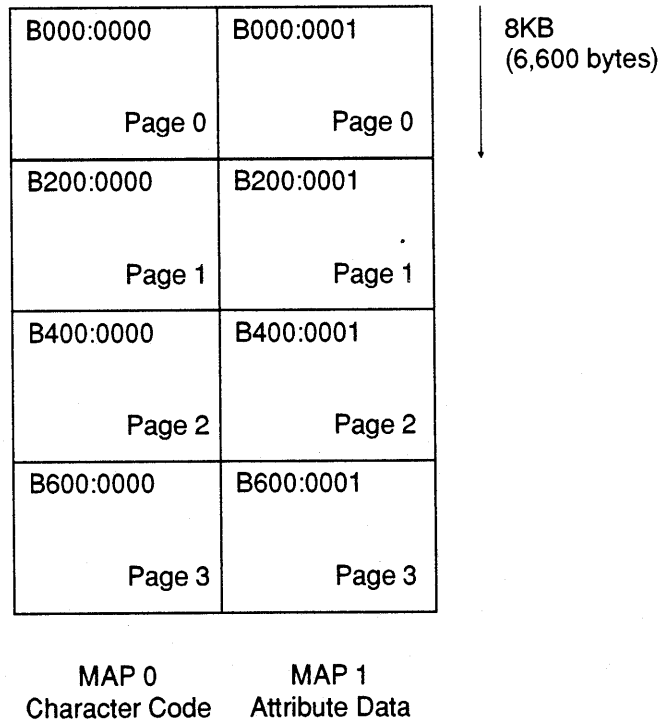 B000:0000 B000:0001
Page 0 Page 0
8KB
(6,600 bytes)
B200:0000 B200:0001
Page 1 Page 1
B400:0000 B400:0001
Page 2 Page 2
B600:0000 B600:0001
Page 3 Page 3
MAP 0 MAP 1
Character Code Attribute Data